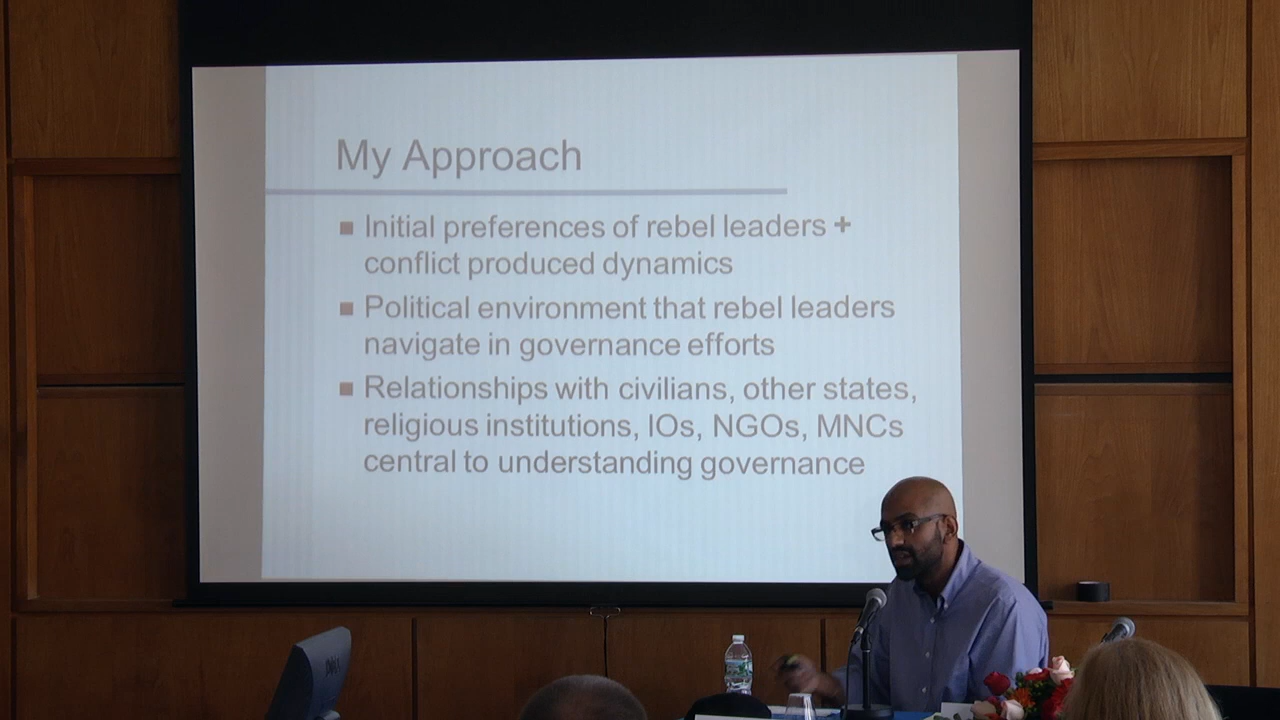 My Approach
Initial preferences of rebel leaders +
conflict produced dynamics
Political environment that rebel leaders
navigate in governance efforts
Relationships with civilians, other states,
religious institutions, IOs, NGOs, MNCs
central to understanding governance
DELL